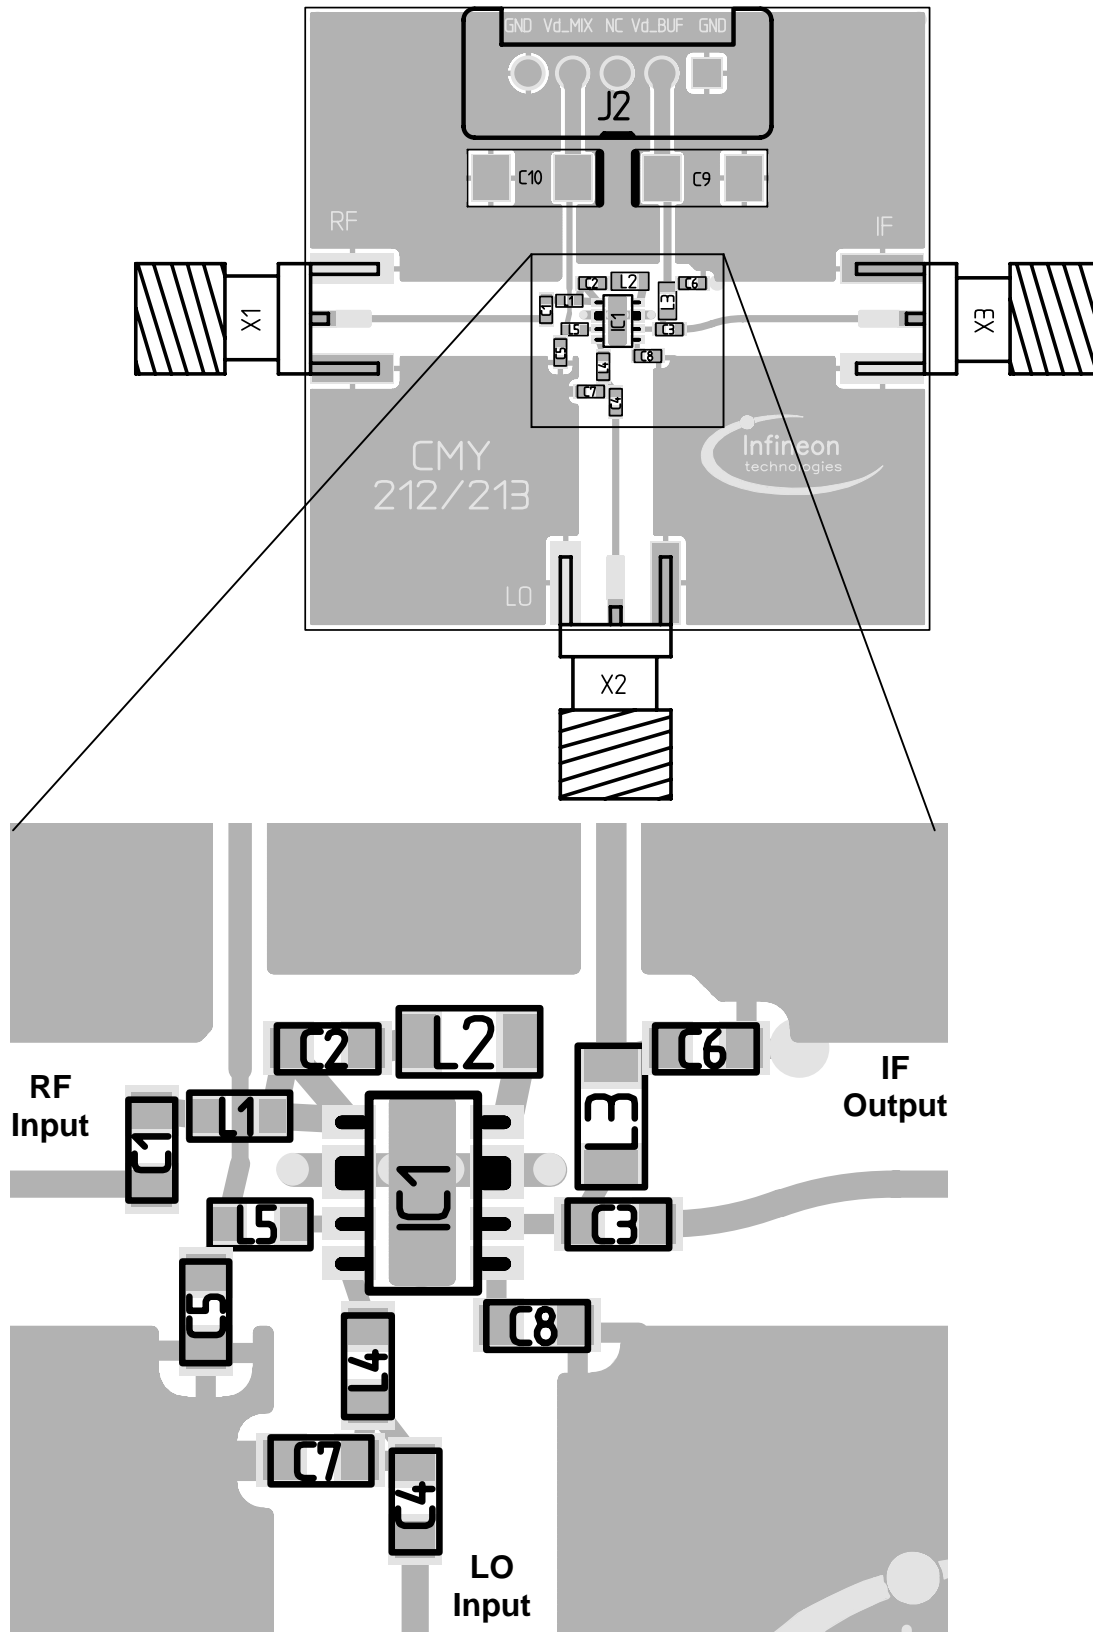 GND Vd_MIX NC Vd_BUF GND
J2
C10 C9
RF IF
C2 L2 C6
C1 L1 L3
X1 IC1 X3
L5 C3
C5 L4 C8
C7 C4
CMY
212/213
Infineon
technologies
LO
X2
C2 L2 C6
RF
Input
IF
Output
C1 L1 L3
IC1
L5 C3
C5 C8
L4
C7
C4
LO
Input